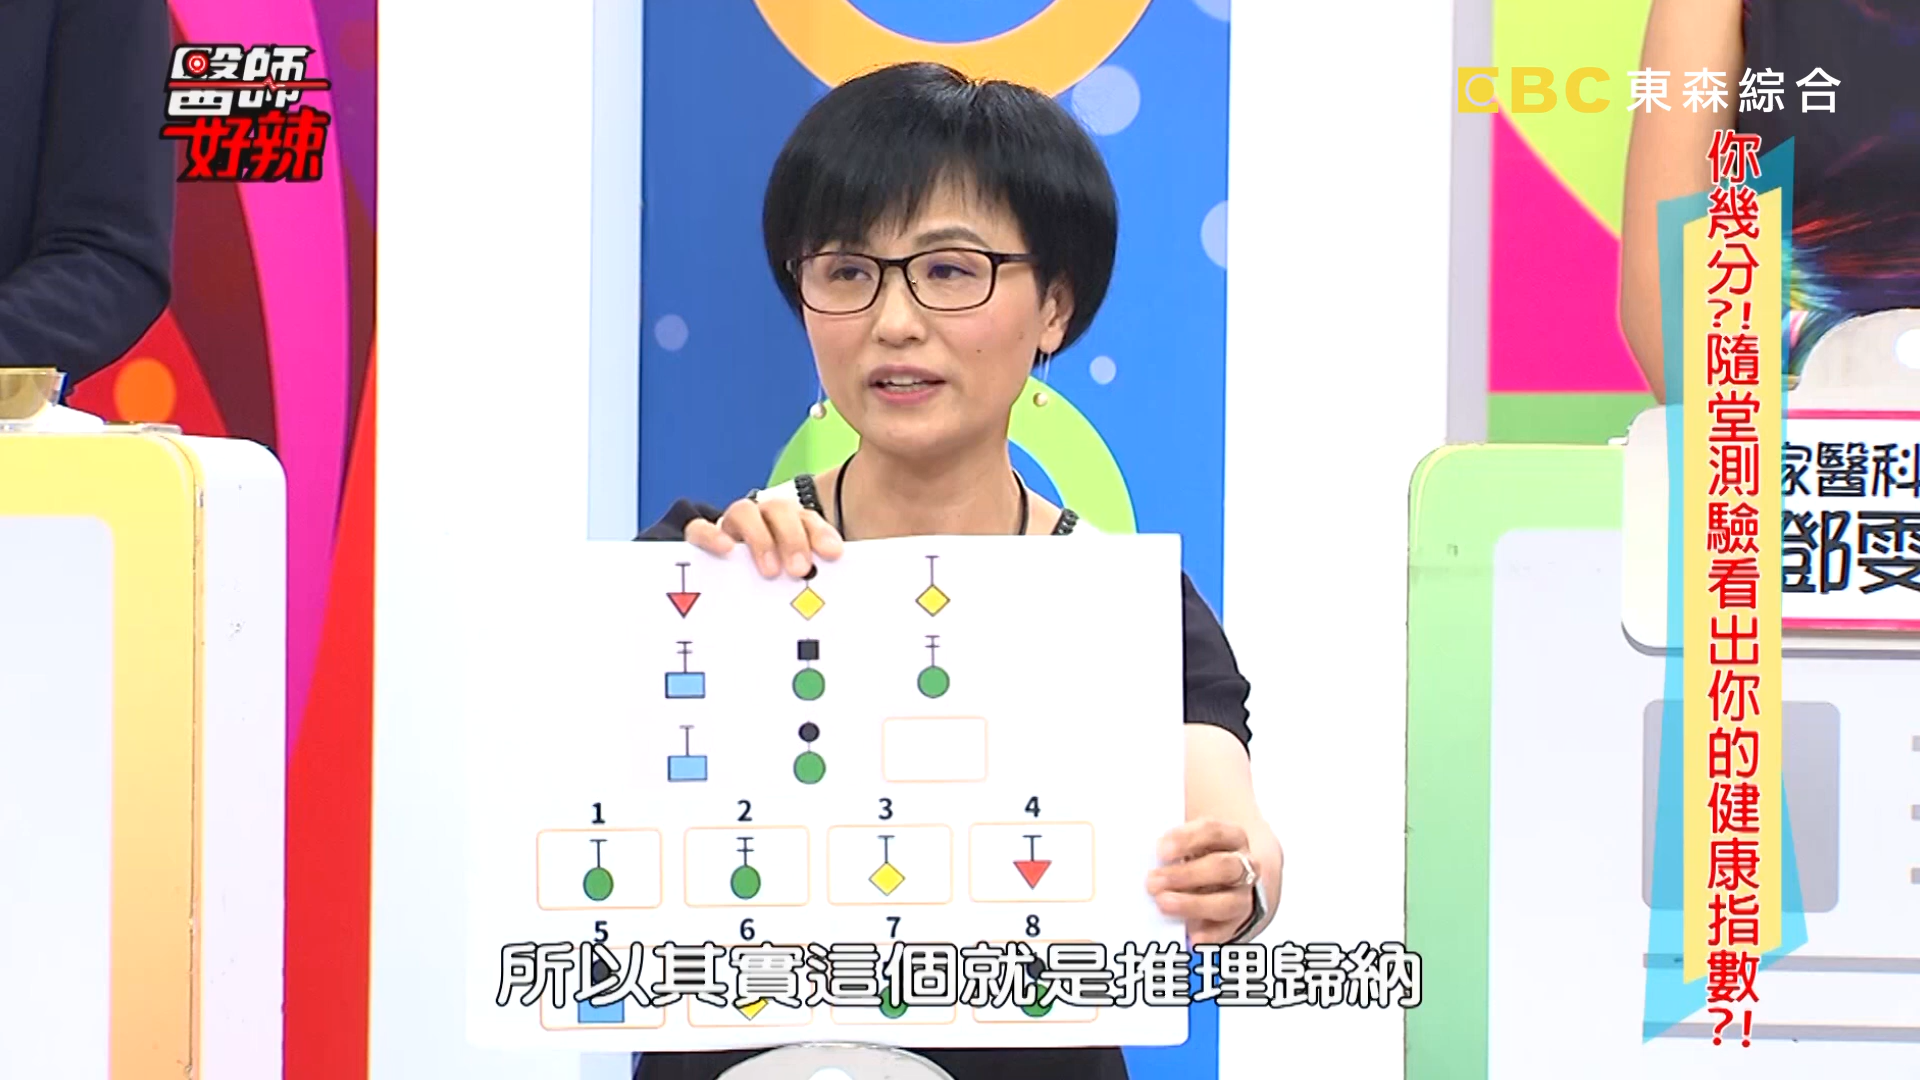 醫師
好辣
EBC 東森綜合
你幾分?!隨堂測驗看出你的健康指數?!
家醫科
鄧雯
1 2 3 4
5 6 7 8
所以其實這個就是推理歸納